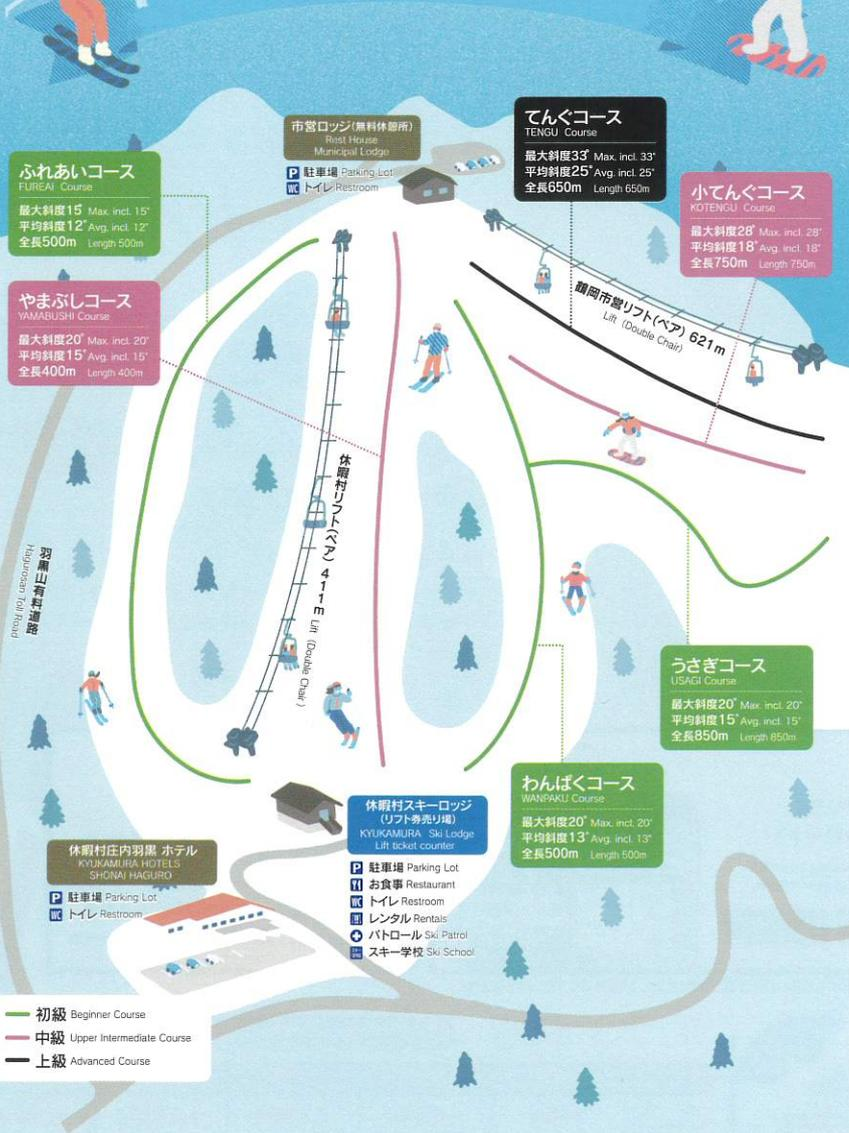 市営ロッジ(無料休憩所)
Rest House
Municipal Lodge
P 駐車場 Parking Lot
WC トイレ Restroom
てんぐコース
TENGU Course
最大斜度33° Max. incl. 33°
平均斜度25° Avg. incl. 25°
全長650m Length 650m
ふれあいコース
FUREAI Course
最大斜度15° Max. incl. 15°
平均斜度12° Avg. incl. 12°
全長500m Length 500m
小てんぐコース
KOTENGU Course
最大斜度28° Max. incl. 28°
平均斜度18° Avg. incl. 18°
全長750m Length 750m
やまぶしコース
YAMABUSHI Course
最大斜度20° Max. incl. 20°
平均斜度15° Avg. incl. 15°
全長400m Length 400m
鶴岡市営リフト(ペア) 621m
Lift (Double Chair)
休暇村リフト(ペア) 411m Lift (Double Chair)
羽黒山有料道路
Hagurosan Toll Road
うさぎコース
USAGI Course
最大斜度20° Max. incl. 20°
平均斜度15° Avg. incl. 15°
全長850m Length 850m
わんぱくコース
WANPAKU Course
最大斜度20° Max. incl. 20°
平均斜度13° Avg. incl. 13°
全長500m Length 500m
休暇村スキーロッジ
(リフト券売り場)
KYUKAMURA Ski Lodge
Lift ticket counter
P 駐車場 Parking Lot
お食事 Restaurant
WC トイレ Restroom
レンタル Rentals
パトロール Ski Patrol
スキー学校 Ski School
休暇村庄内羽黒 ホテル
KYUKAMURA HOTELS
SHONAI HAGURO
P 駐車場 Parking Lot
WC トイレ Restroom
初級 Beginner Course
中級 Upper Intermediate Course
上級 Advanced Course